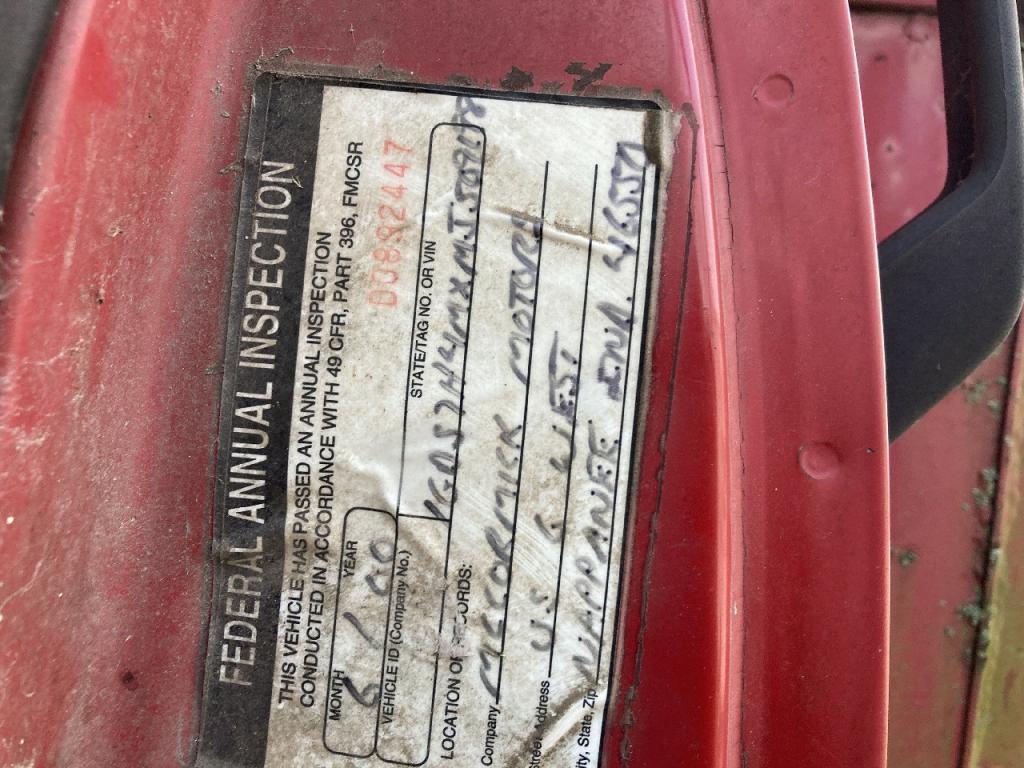 FEDERAL ANNUAL INSPECTION
THIS VEHICLE HAS PASSED AN ANNUAL INSPECTION
CONDUCTED IN ACCORDANCE WITH 49 CFR, PART 396, FMCSR
MONTH YEAR
6 / 00
D0892447
VEHICLE ID (Company No.) STATE/TAG NO. OR VIN
LOCATION OF RECORDS:
Company MCCORMICK MOTORS
Street Address U.S 6 WEST
City, State, Zip NAPPANEE IND. 46550